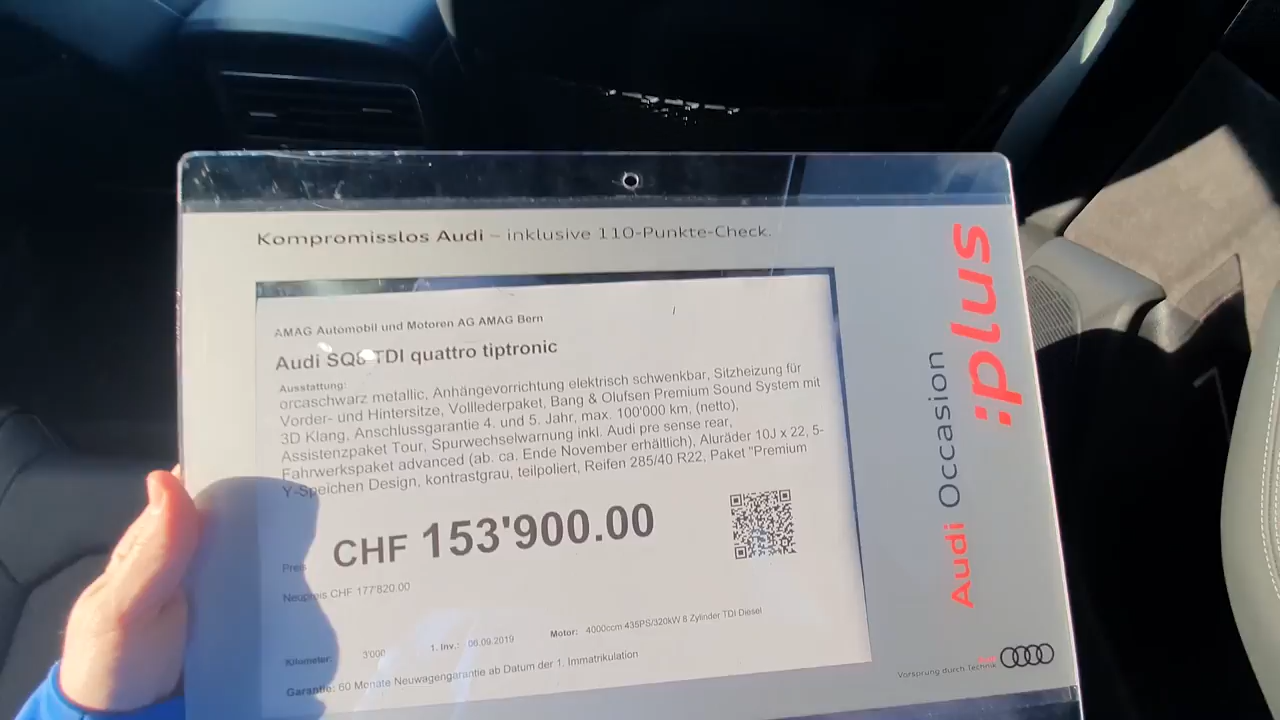 Kompromisslos Audi – inklusive 110-Punkte-Check.
AMAG Automobil und Motoren AG AMAG Bern
Audi SQ8 TDI quattro tiptronic
Ausstattung:
orcaschwarz metallic, Anhängevorrichtung elektrisch schwenkbar, Sitzheizung für
Vorder- und Hintersitze, Volllederpaket, Bang & Olufsen Premium Sound System mit
3D Klang, Anschlussgarantie 4. und 5. Jahr, max. 100'000 km, (netto),
Assistenzpaket Tour, Spurwechselwarnung inkl. Audi pre sense rear,
Fahrwerkspaket advanced (ab. ca. Ende November erhältlich), Aluräder 10J x 22, 5-
Y-Speichen Design, kontrastgrau, teilpoliert, Reifen 285/40 R22, Paket "Premium
Preis CHF 153'900.00
Neupreis CHF 177'820.00
Kilometer: 3'000 1. Inv.: 06.09.2019 Motor: 4000ccm 435PS/320kW 8 Zylinder TDI Diesel
Garantie: 60 Monate Neuwagengarantie ab Datum der 1. Immatrikulation
Audi Occasion
:plus
Audi
Vorsprung durch Technik